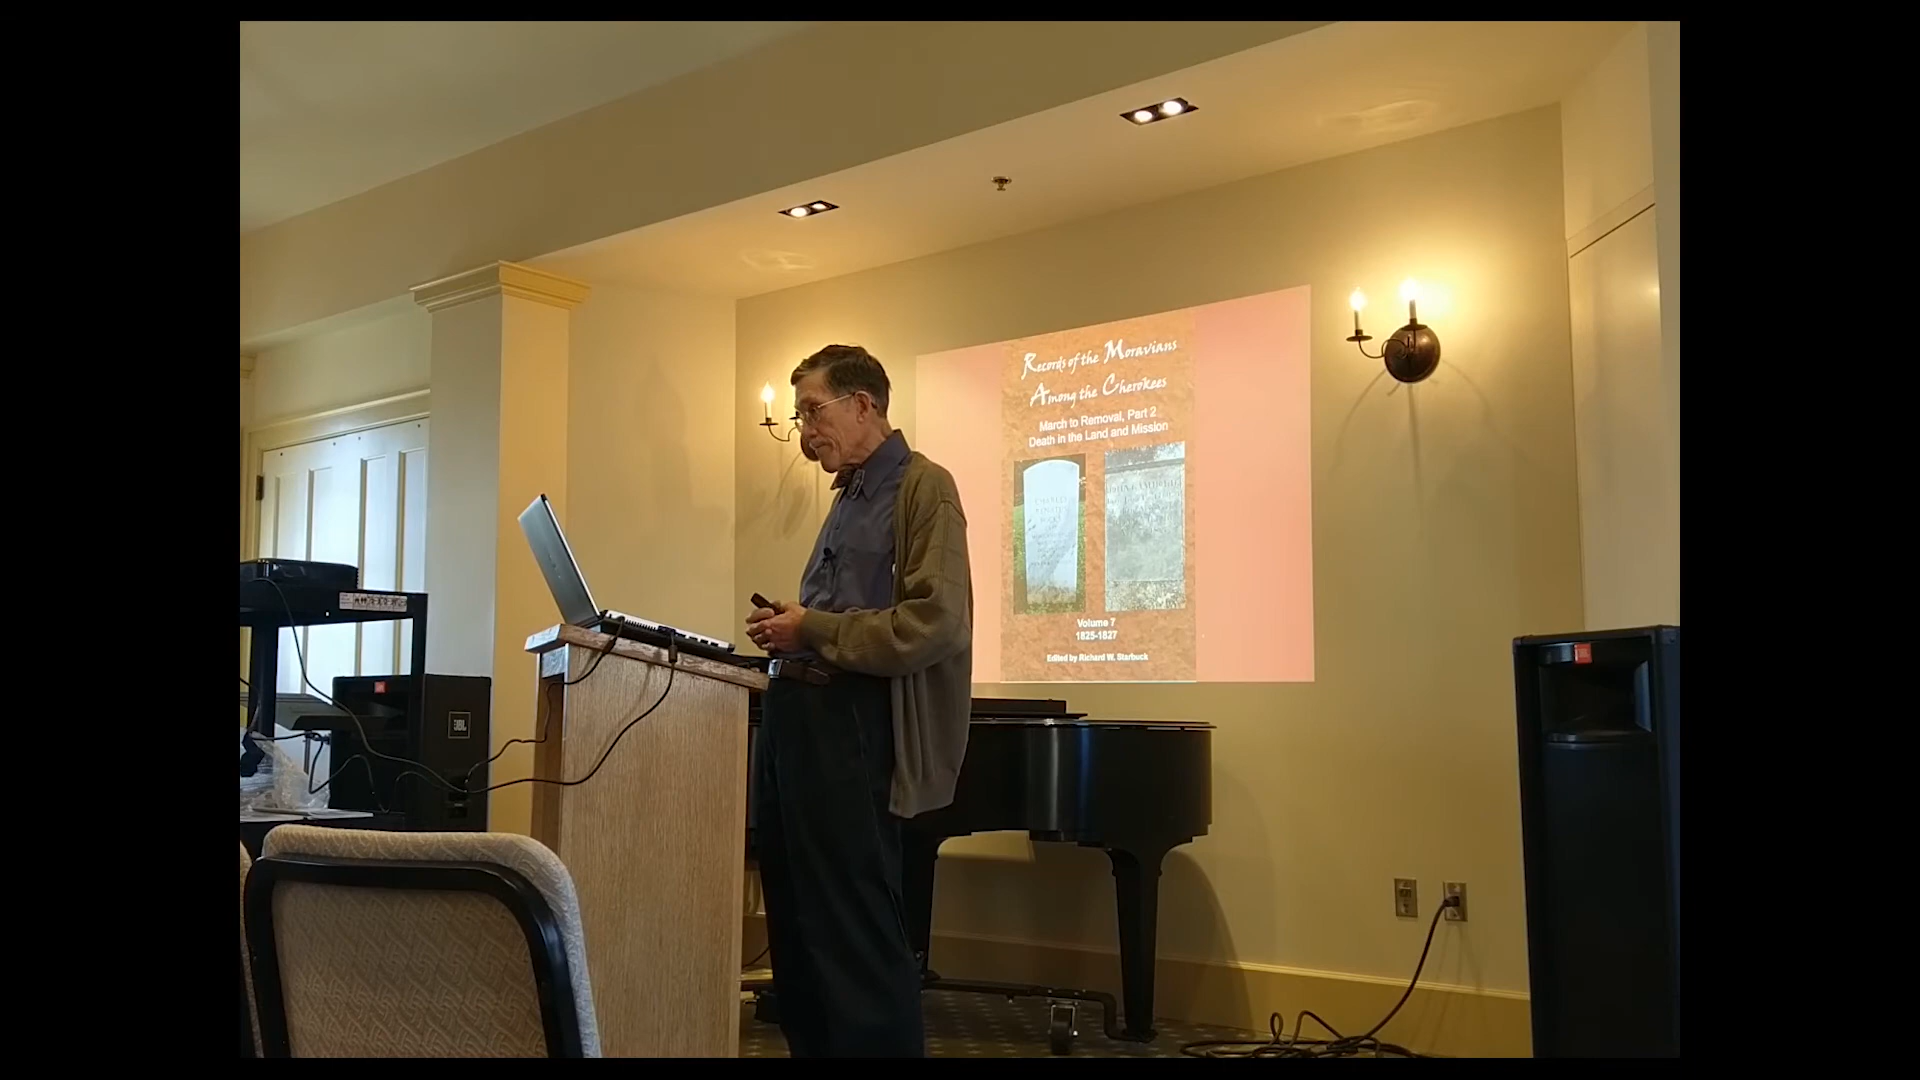 Records of the Moravians
Among the Cherokees
March to Removal, Part 2
Death in the Land and Mission
Volume 7
1825-1827
Edited by Richard W. Starbuck
JBL